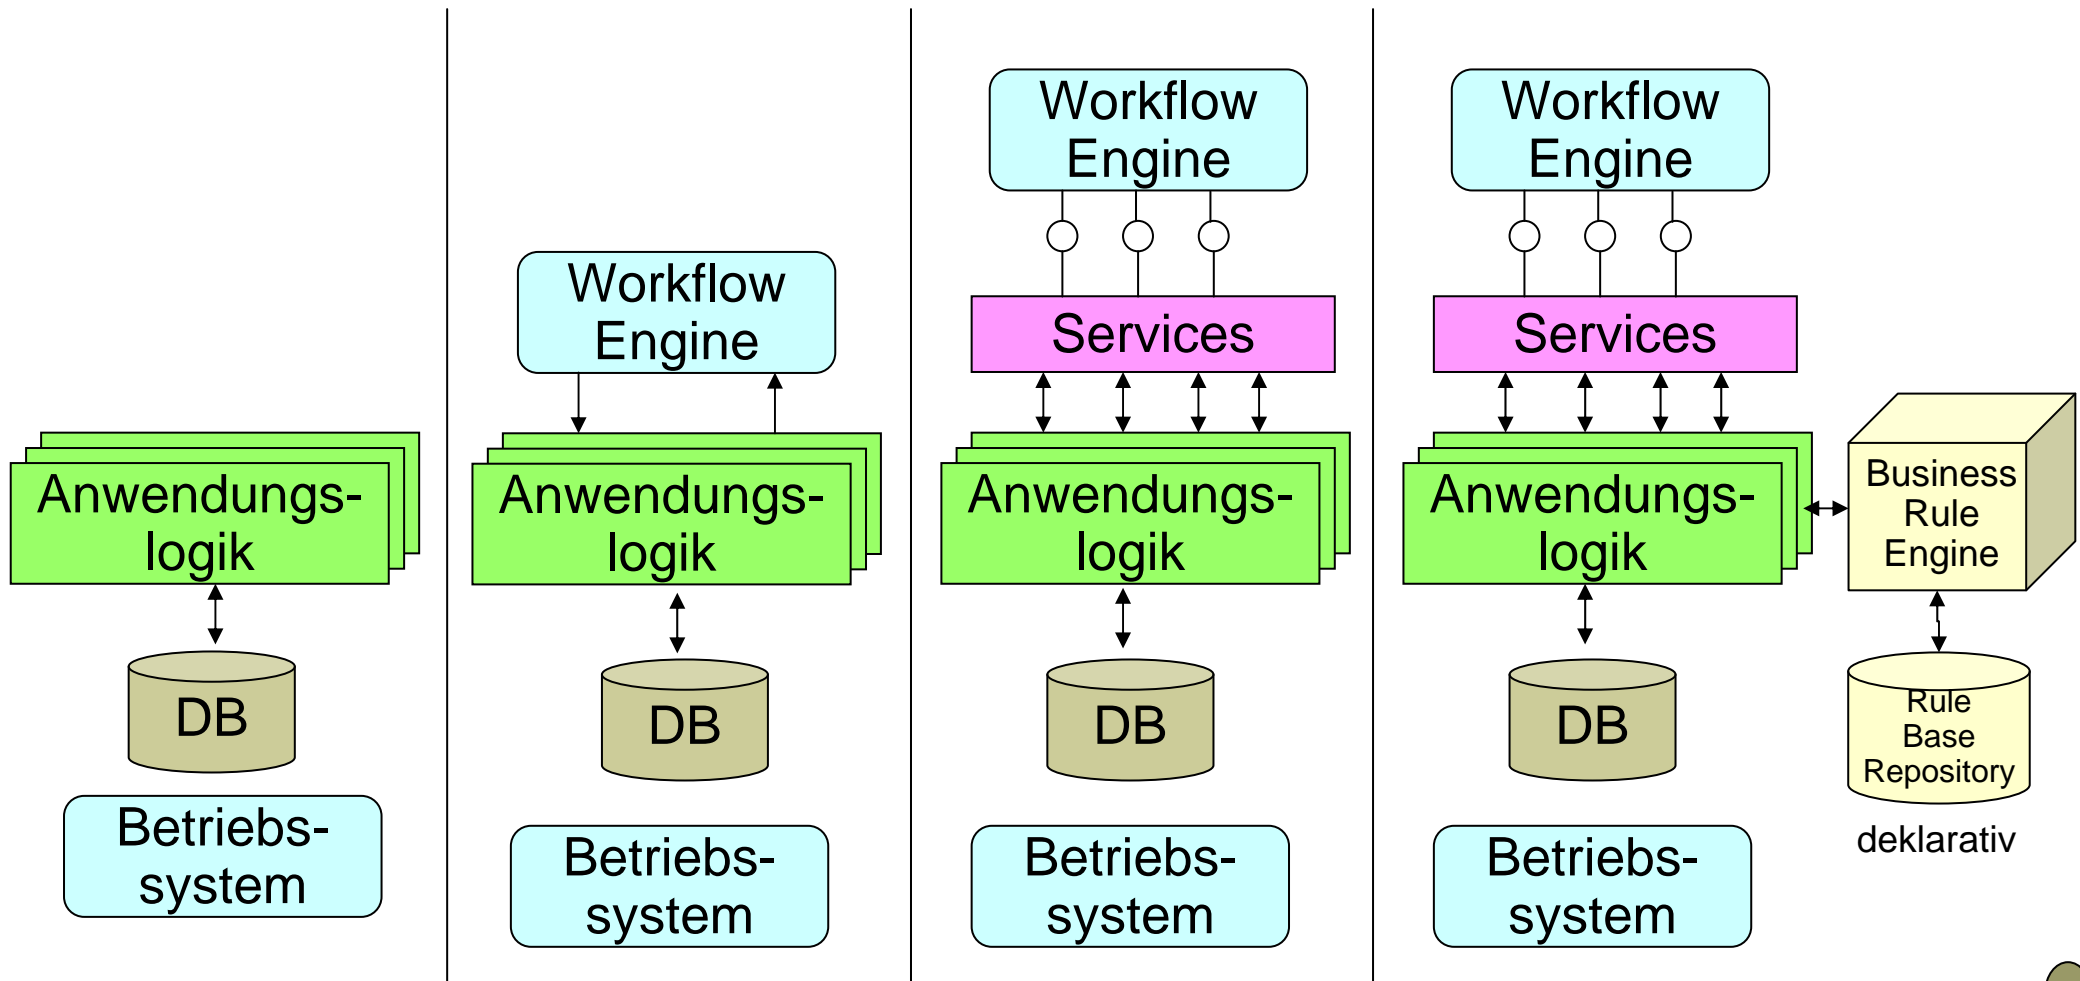 Anwendungs-
logik
DB
Betriebs-
system
Workflow
Engine
Anwendungs-
logik
DB
Betriebs-
system
Workflow
Engine
Services
Anwendungs-
logik
DB
Betriebs-
system
Workflow
Engine
Services
Anwendungs-
logik
DB
Betriebs-
system
Business
Rule
Engine
Rule
Base
Repository
deklarativ